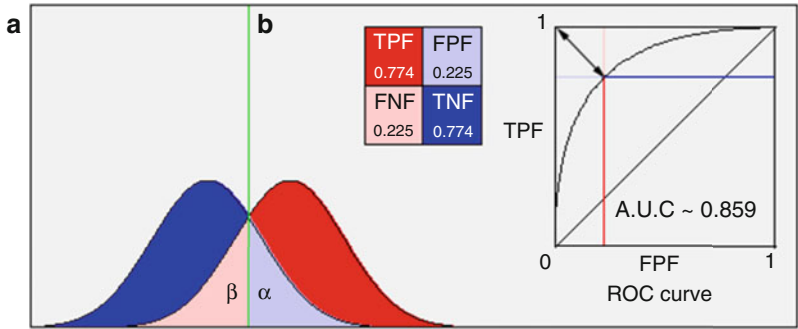 a
b
TPF FPF
0.774 0.225
FNF TNF
0.225 0.774
β α
1
TPF
A.U.C ~ 0.859
0 FPF 1
ROC curve